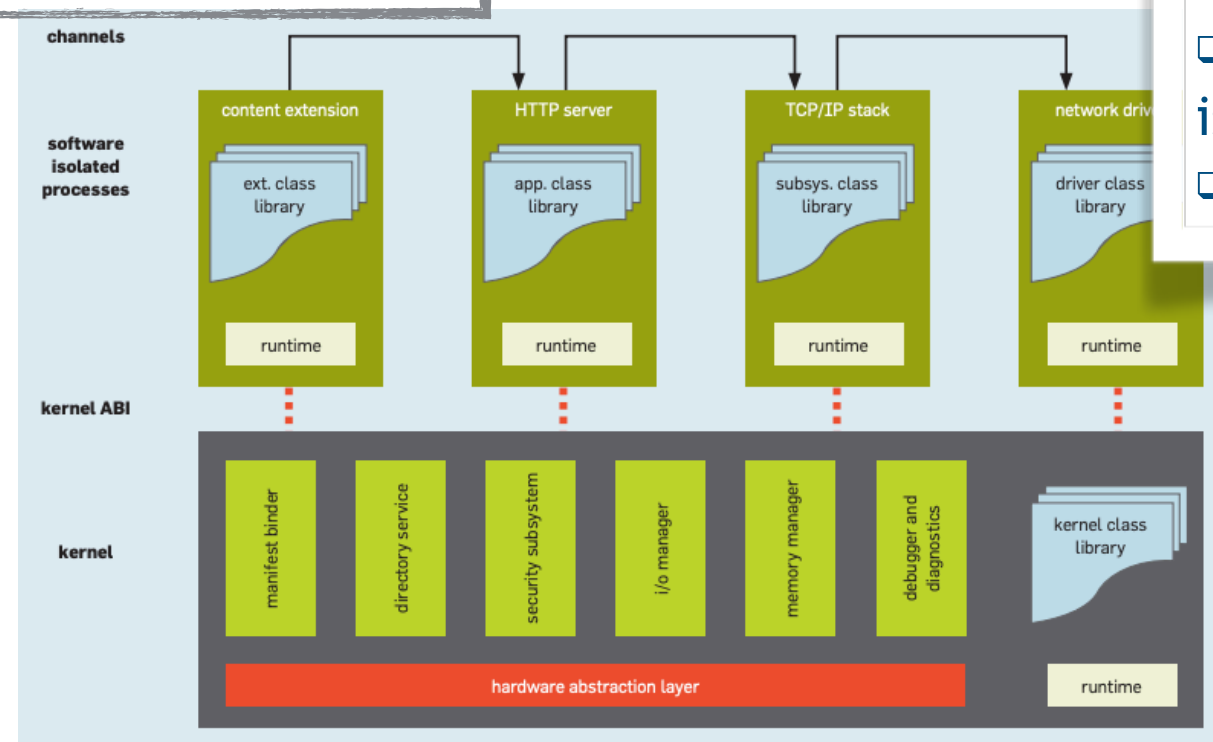 channels
content extension
HTTP server
TCP/IP stack
network
software
isolated
processes
ext. class
library
app. class
library
subsys. class
library
driver class
library
runtime
runtime
runtime
runtime
kernel ABI
kernel
manifest binder
directory service
security subsystem
i/o manager
memory manager
debugger and
diagnostics
kernel class
library
hardware abstraction layer
runtime